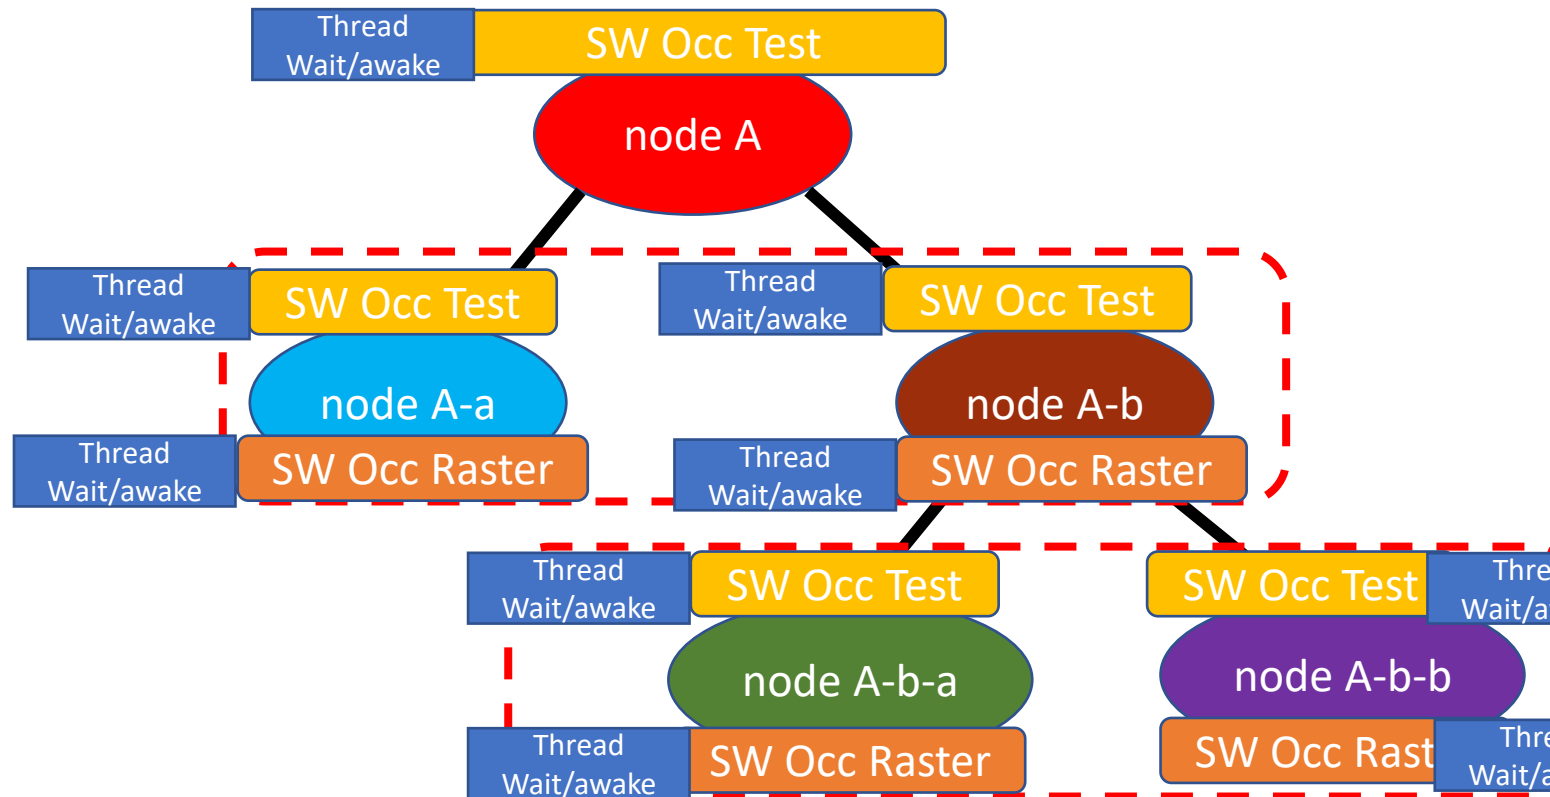 Thread
Wait/awake
SW Occ Test
node A
Thread
Wait/awake
SW Occ Test
Thread
Wait/awake
SW Occ Test
node A-a
node A-b
Thread
Wait/awake
SW Occ Raster
Thread
Wait/awake
SW Occ Raster
Thread
Wait/awake
SW Occ Test
SW Occ Test
node A-b-a
node A-b-b
Thread
Wait/awake
SW Occ Raster
SW Occ